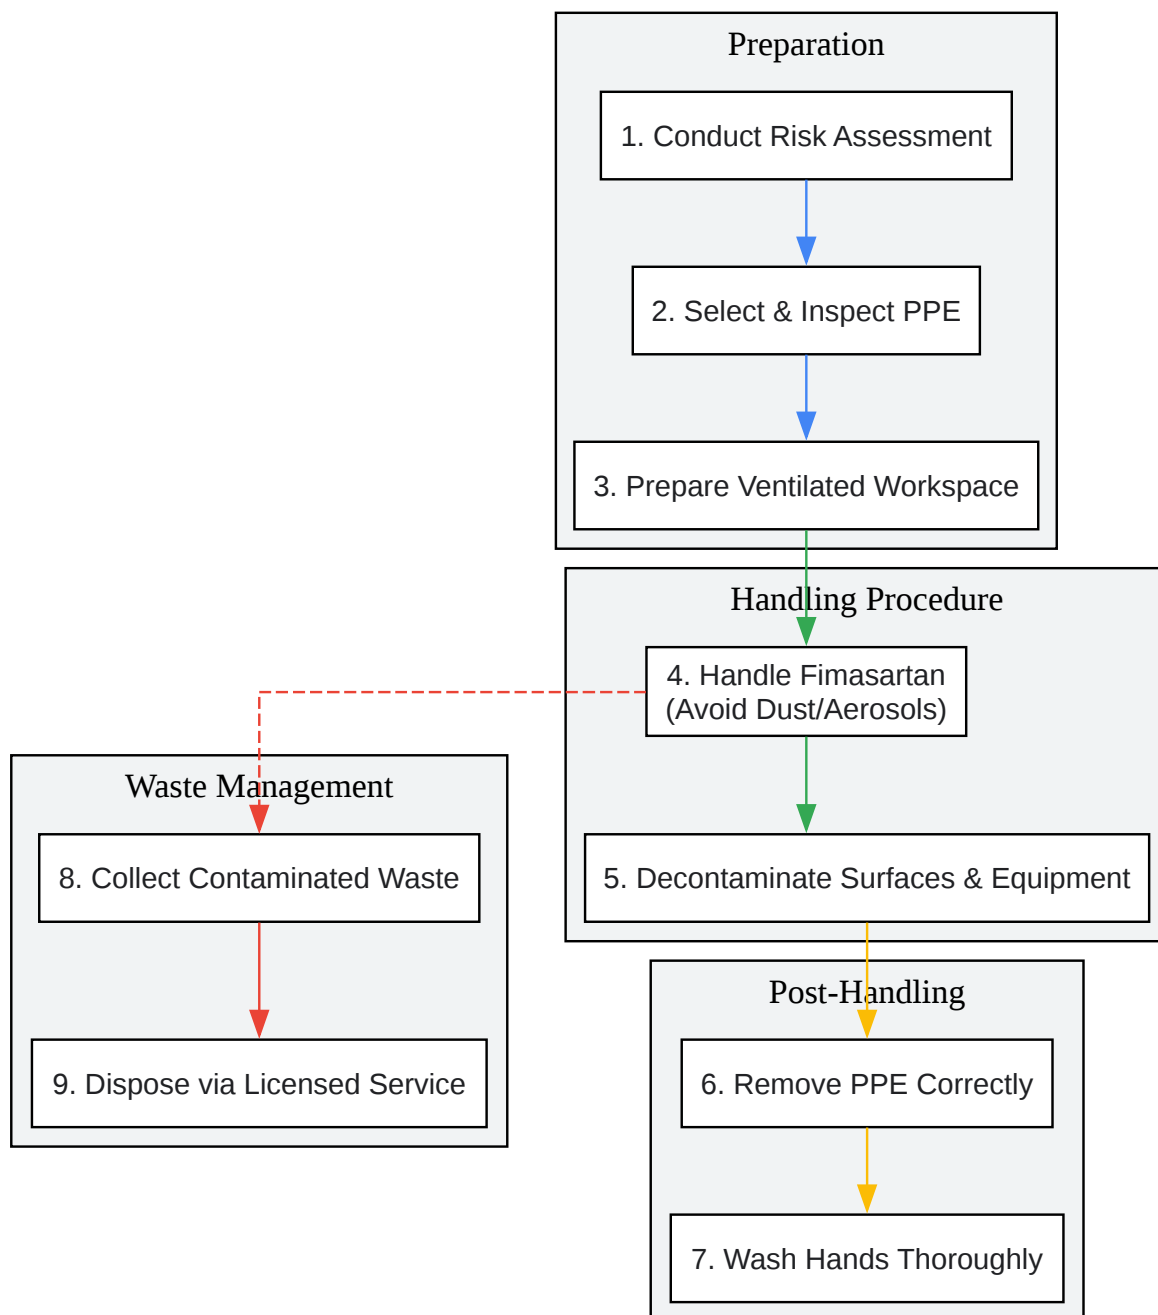 Preparation
1. Conduct Risk Assessment
2. Select & Inspect PPE
3. Prepare Ventilated Workspace
Handling Procedure
4. Handle Fimasartan
(Avoid Dust/Aerosols)
5. Decontaminate Surfaces & Equipment
Post-Handling
6. Remove PPE Correctly
7. Wash Hands Thoroughly
Waste Management
8. Collect Contaminated Waste
9. Dispose via Licensed Service